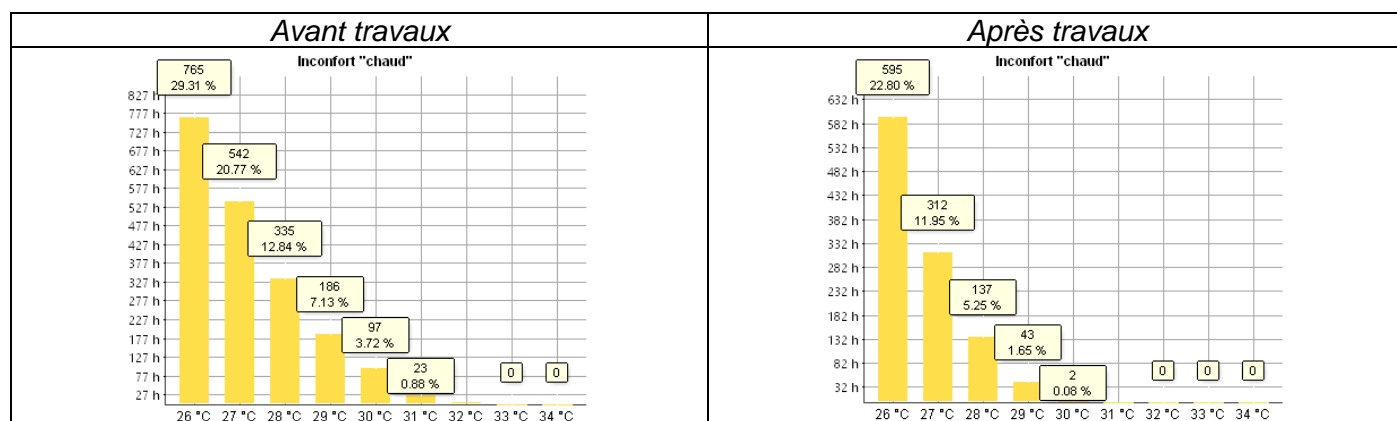 Avant travaux
Inconfort "chaud"
765
29.31 %
827 h
777 h
727 h
677 h
627 h
577 h
527 h
477 h
427 h
377 h
327 h
277 h
227 h
177 h
127 h
77 h
27 h
542
20.77 %
335
12.84 %
186
7.13 %
97
3.72 %
23
0.88 %
0
0
26 °C 27 °C 28 °C 29 °C 30 °C 31 °C 32 °C 33 °C 34 °C
Après travaux
Inconfort "chaud"
595
22.80 %
632 h
582 h
532 h
482 h
432 h
382 h
332 h
282 h
232 h
182 h
132 h
82 h
32 h
312
11.95 %
137
5.25 %
43
1.65 %
2
0.08 %
0
0
0
26 °C 27 °C 28 °C 29 °C 30 °C 31 °C 32 °C 33 °C 34 °C